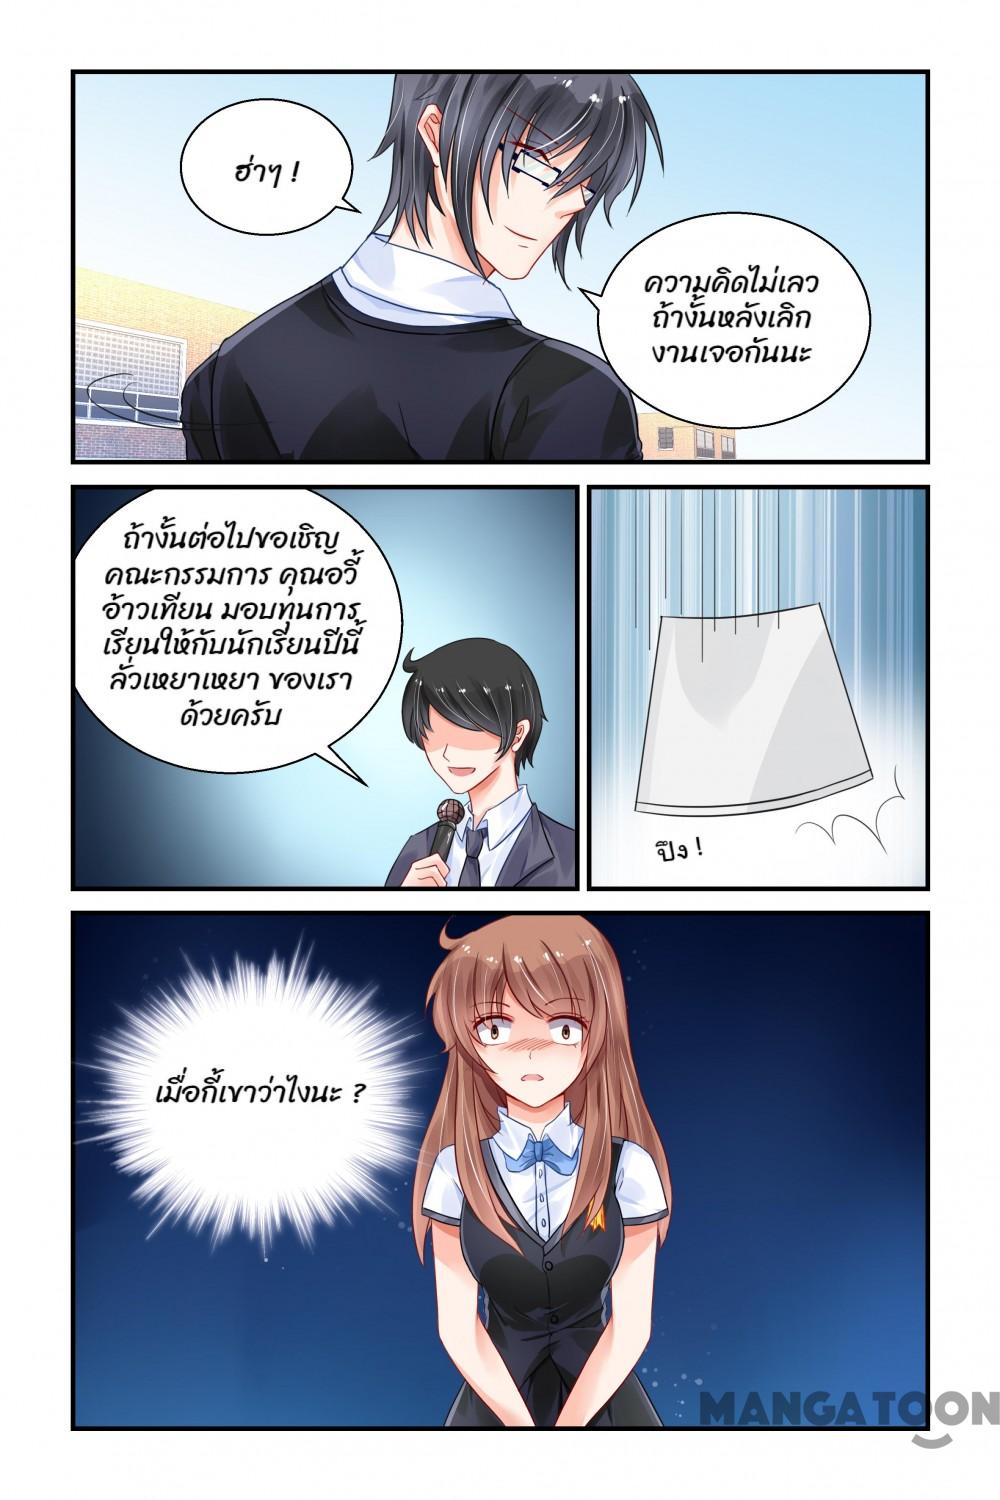 ฮ่าๆ !
ความคิดไม่เลว
ถ้างั้นหลังเลิก
งานเจอกันนะ
ถ้างั้นต่อไปขอเชิญ
คณะกรรมการ คุณอวี้
อ้าวเทียน มอบทุนการ
เรียนให้กับนักเรียนปีนี้
ลั่วเหยาเหยา ของเรา
ด้วยครับ
ปึง !
เมื่อกี้เขาว่าไงนะ ?
MANGATOON